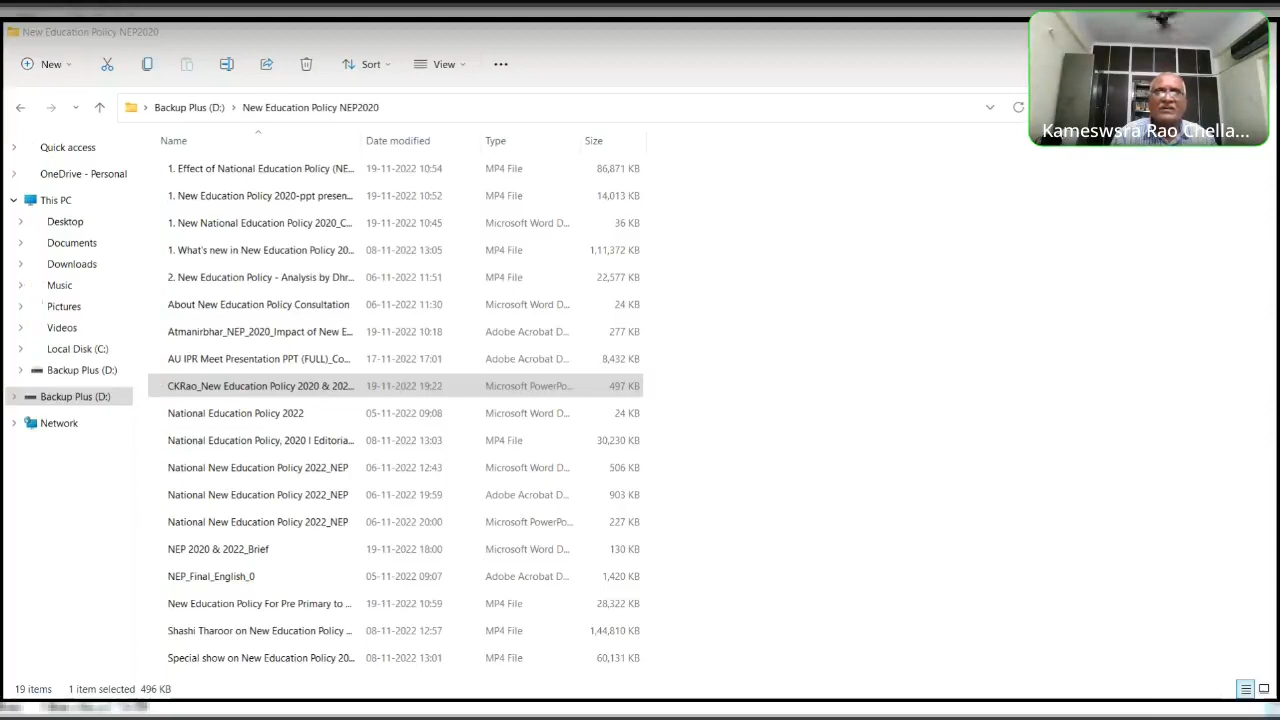 New Education Policy NEP2020
New Sort View •••
Backup Plus (D:) > New Education Policy NEP2020
Kameswsra Rao Chella...
Name Date modified Type Size
Quick access
OneDrive - Personal
This PC
Desktop
Documents
Downloads
Music
Pictures
Videos
Local Disk (C:)
Backup Plus (D:)
Backup Plus (D:)
Network
1. Effect of National Education Policy (NE... 19-11-2022 10:54 MP4 File 86,871 KB
1. New Education Policy 2020-ppt presen... 19-11-2022 10:52 MP4 File 14,013 KB
1. New National Education Policy 2020_C... 19-11-2022 10:45 Microsoft Word D... 36 KB
1. What's new in New Education Policy 20... 08-11-2022 13:05 MP4 File 1,11,372 KB
2. New Education Policy - Analysis by Dhr... 06-11-2022 11:51 MP4 File 22,577 KB
About New Education Policy Consultation 06-11-2022 11:30 Microsoft Word D... 24 KB
Atmanirbhar_NEP_2020_Impact of New E... 19-11-2022 10:18 Adobe Acrobat D... 277 KB
AU IPR Meet Presentation PPT (FULL)_Co... 17-11-2022 17:01 Adobe Acrobat D... 8,432 KB
CKRao_New Education Policy 2020 & 202... 19-11-2022 19:22 Microsoft PowerPo... 497 KB
National Education Policy 2022 05-11-2022 09:08 Microsoft Word D... 24 KB
National Education Policy, 2020 I Editoria... 08-11-2022 13:03 MP4 File 30,230 KB
National New Education Policy 2022_NEP 06-11-2022 12:43 Microsoft Word D... 506 KB
National New Education Policy 2022_NEP 06-11-2022 19:59 Adobe Acrobat D... 903 KB
National New Education Policy 2022_NEP 06-11-2022 20:00 Microsoft PowerPo... 227 KB
NEP 2020 & 2022_Brief 19-11-2022 18:00 Microsoft Word D... 130 KB
NEP_Final_English_0 05-11-2022 09:07 Adobe Acrobat D... 1,420 KB
New Education Policy For Pre Primary to ... 19-11-2022 10:59 MP4 File 28,322 KB
Shashi Tharoor on New Education Policy ... 08-11-2022 12:57 MP4 File 1,44,810 KB
Special show on New Education Policy 20... 08-11-2022 13:01 MP4 File 60,131 KB
19 items 1 item selected 496 KB